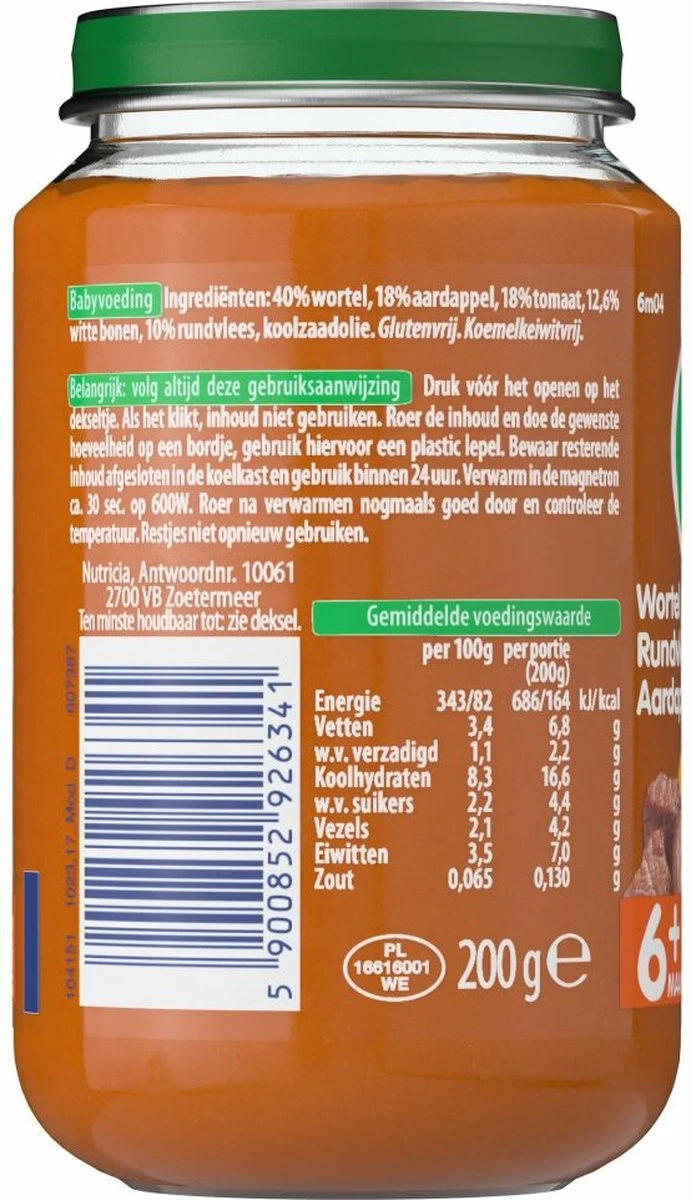 Babyvoeding Ingrediënten: 40% wortel, 18% aardappel, 18% tomaat, 12,6%
witte bonen, 10% rundvlees, koolzaadolie. Glutenvrij. Koemelkeiwitvrij.
6m04
Belangrijk: volg altijd deze gebruiksaanwijzing Druk vóór het openen op het
dekseltje. Als het klikt, inhoud niet gebruiken. Roer de inhoud en doe de gewenste
hoeveelheid op een bordje, gebruik hiervoor een plastic lepel. Bewaar resterende
inhoud afgesloten in de koelkast en gebruik binnen 24 uur. Verwarm in de magnetron
ca. 30 sec. op 600W. Roer na verwarmen nogmaals goed door en controleer de
temperatuur. Restjes niet opnieuw gebruiken.
Nutricia, Antwoordnr. 10061
2700 VB Zoetermeer
Ten minste houdbaar tot: zie deksel.
Gemiddelde voedingswaarde
per 100g per portie
(200g)
Energie 343/82 686/164 kJ/kcal
Vetten 3,4 6,8 g
w.v. verzadigd 1,1 2,2 g
Koolhydraten 8,3 16,6 g
w.v. suikers 2,2 4,4 g
Vezels 2,1 4,2 g
Eiwitten 3,5 7,0 g
Zout 0,065 0,130 g
5 900852 926341
104151 1023.17 Mod. D 607387
PL
16616001
WE
200 g e
Wortel
6+